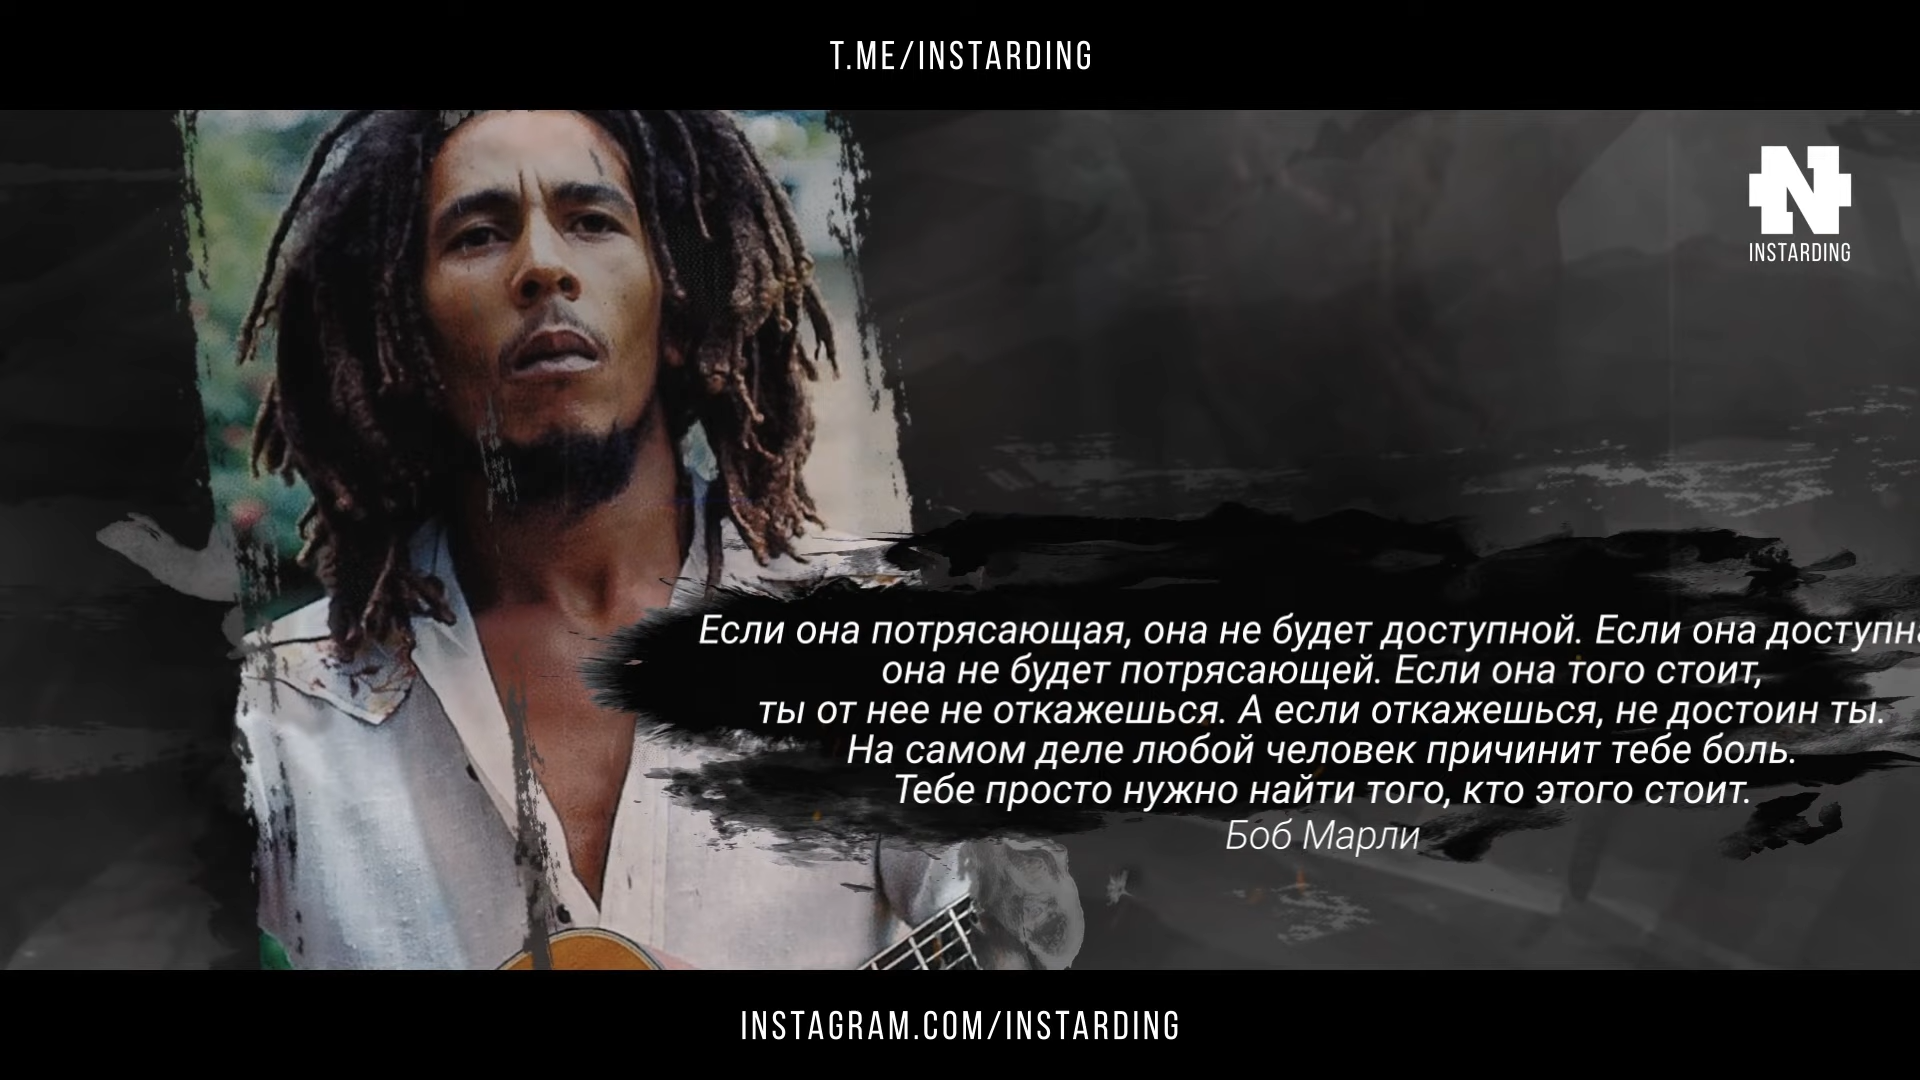 T.ME/INSTARDING
N
INSTARDING
Если она потрясающая, она не будет доступной. Если она
она не будет потрясающей. Если она того стоит,
ты от нее не откажешься. А если откажешься, не достоин ты.
На самом деле любой человек причинит тебе боль.
Тебе просто нужно найти того, кто этого стоит.
Боб Марли
INSTAGRAM.COM/INSTARDING